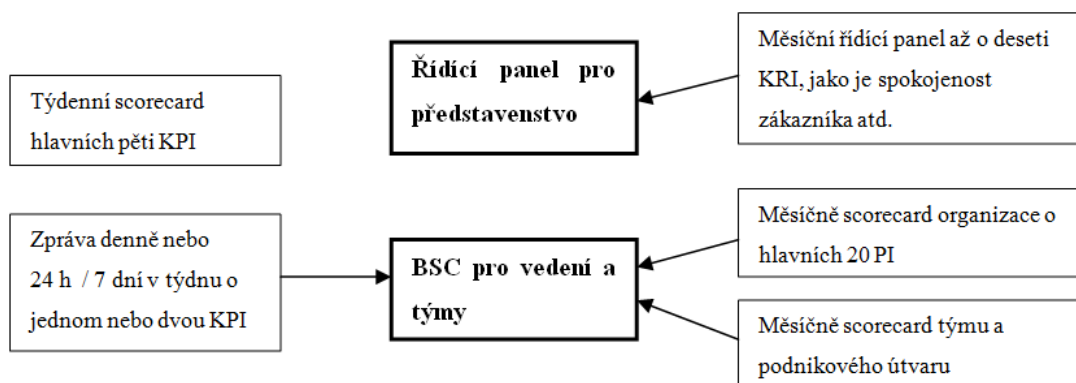 Týdenní scorecard
hlavních pěti KPI
Řídící panel pro
představenstvo
Měsíční řídící panel až o deseti
KRI, jako je spokojenost
zákazníka atd.
Zpráva denně nebo
24 h / 7 dní v týdnu o
jednom nebo dvou KPI
BSC pro vedení a
týmy
Měsíčně scorecard organizace o
hlavních 20 PI
Měsíčně scorecard týmu a
podnikového útvaru